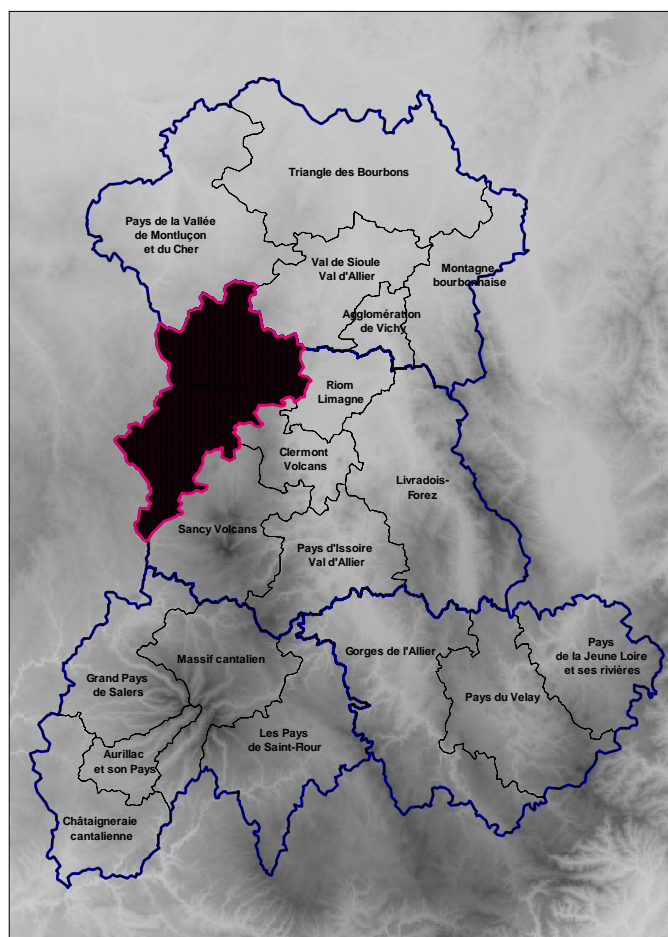 Triangle des Bourbons
Pays de la Vallée
de Montluçon
et du Cher
Val de Sioule
Val d'Allier
Montagne
bourbonnaise
Agglomération
de Vichy
Riom
Limagne
Clermont
Volcans
Livradois-
Forez
Sancy Volcans
Pays d'Issoire
Val d'Allier
Massif cantalien
Grand Pays
de Salers
Gorges de l'Allier
Pays
de la Jeune Loire
et ses rivières
Pays du Velay
Les Pays
de Saint-Flour
Aurillac
et son Pays
Châtaigneraie
cantalienne